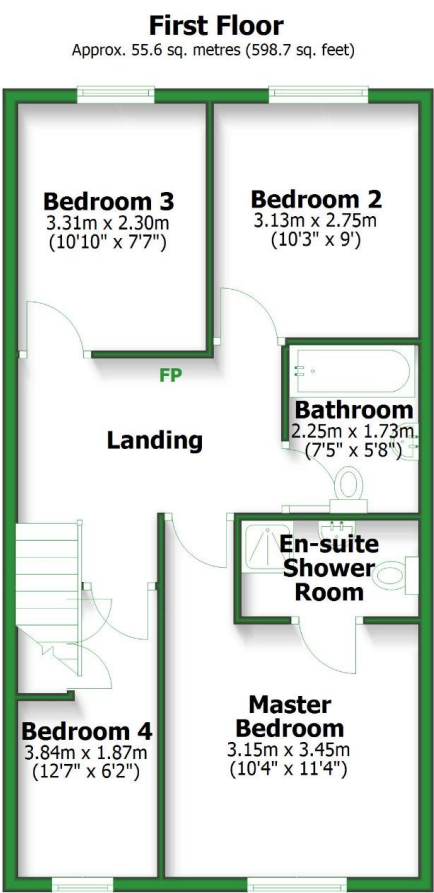 First Floor
Approx. 55.6 sq. metres (598.7 sq. feet)
Bedroom 3
3.31m x 2.30m
(10'10" x 7'7")
Bedroom 2
3.13m x 2.75m
(10'3" x 9')
FP
Landing
Bathroom
2.25m x 1.73m
(7'5" x 5'8")
En-suite
Shower
Room
Master
Bedroom
3.15m x 3.45m
(10'4" x 11'4")
Bedroom 4
3.84m x 1.87m
(12'7" x 6'2")